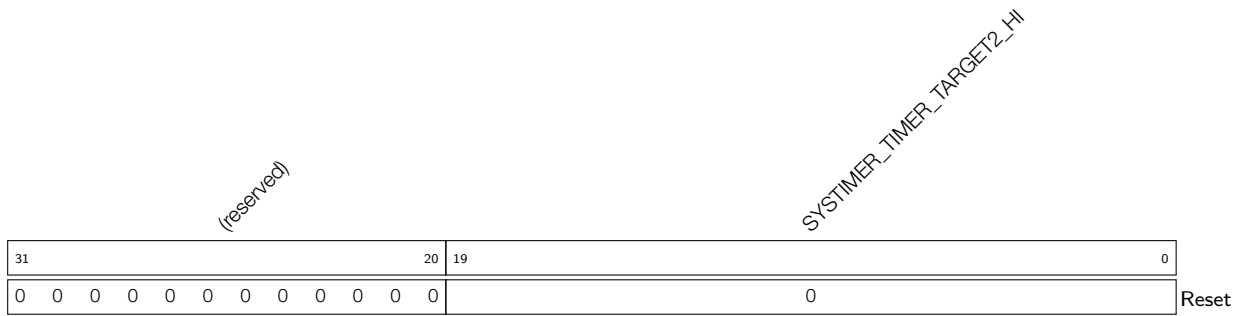 SYSTIMER_TIMER_TARGET2_HI
(reserved)
31 20 19 0
0 0 0 0 0 0 0 0 0 0 0 0 0 Reset